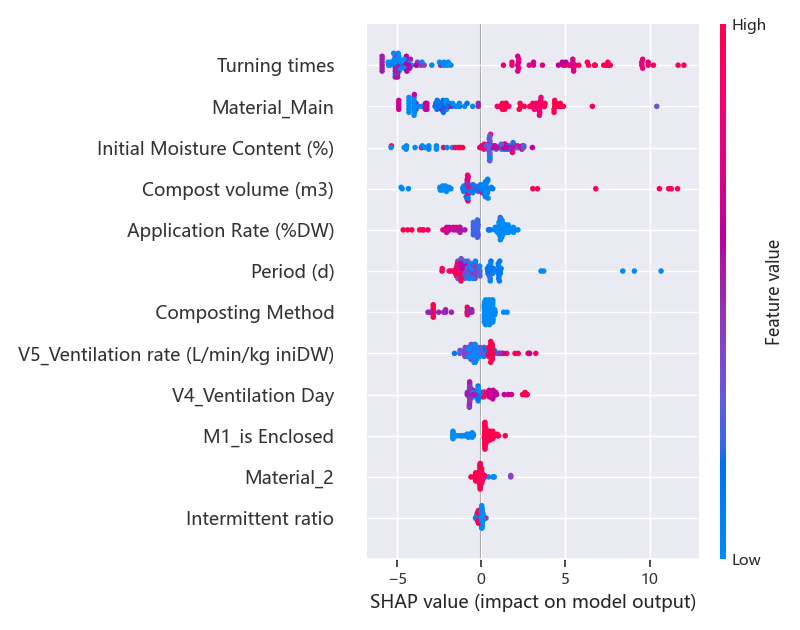 High
Turning times
Material_Main
Initial Moisture Content (%)
Compost volume (m3)
Application Rate (%DW)
Period (d)
Composting Method
V5_Ventilation rate (L/min/kg iniDW)
V4_Ventilation Day
M1_is Enclosed
Material_2
Intermittent ratio
Feature value
Low
−5 0 5 10
SHAP value (impact on model output)